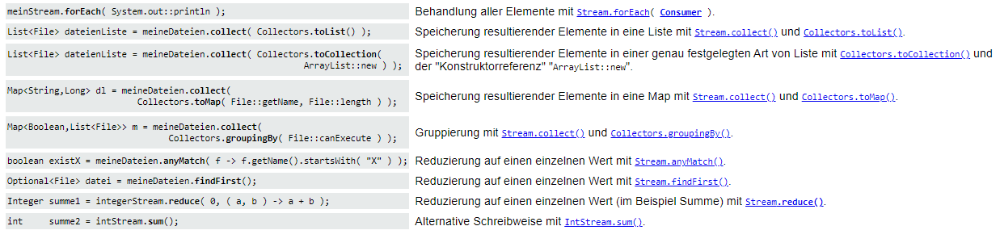 meinStream.forEach( System.out::println );
Behandlung aller Elemente mit Stream.forEach( Consumer ).
List<File> dateienListe = meineDateien.collect( Collectors.toList() );
Speicherung resultierender Elemente in eine Liste mit Stream.collect() und Collectors.toList().
List<File> dateienListe = meineDateien.collect( Collectors.toCollection(
ArrayList::new ) );
Speicherung resultierender Elemente in einer genau festgelegten Art von Liste mit Collectors.toCollection() und
der "Konstruktorreferenz" "ArrayList::new".
Map<String,Long> dl = meineDateien.collect(
Collectors.toMap( File::getName, File::length ) );
Speicherung resultierender Elemente in eine Map mit Stream.collect() und Collectors.toMap().
Map<Boolean,List<File>> m = meineDateien.collect(
Collectors.groupingBy( File::canExecute ) );
Gruppierung mit Stream.collect() und Collectors.groupingBy().
boolean existX = meineDateien.anyMatch( f -> f.getName().startsWith( "X" ) );
Reduzierung auf einen einzelnen Wert mit Stream.anyMatch().
Optional<File> datei = meineDateien.findFirst();
Reduzierung auf einen einzelnen Wert mit Stream.findFirst().
Integer summe1 = integerStream.reduce( 0, ( a, b ) -> a + b );
Reduzierung auf einen einzelnen Wert (im Beispiel Summe) mit Stream.reduce().
int     summe2 = intStream.sum();
Alternative Schreibweise mit IntStream.sum().